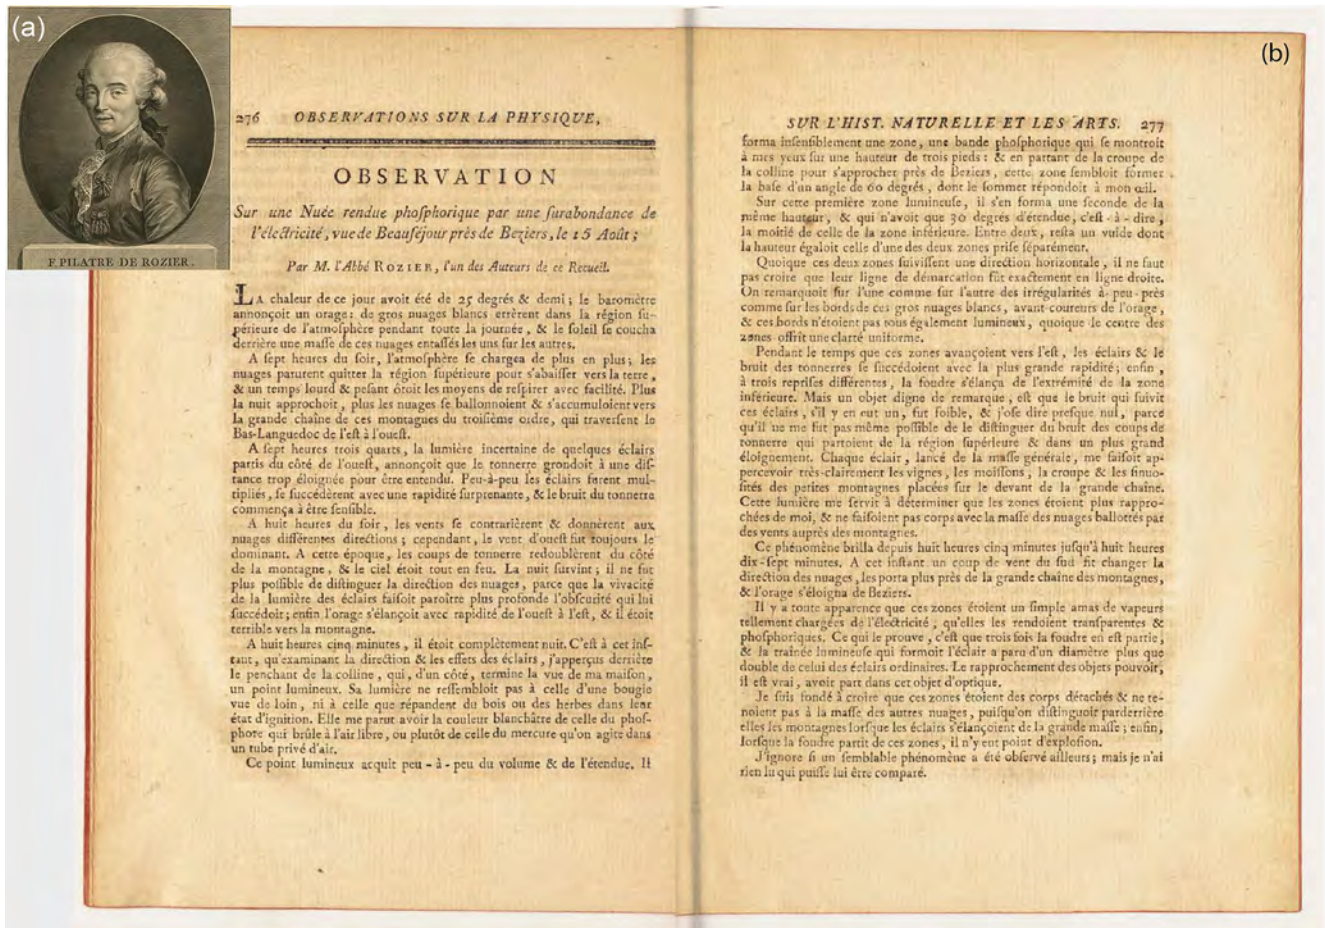 (a)
F. PILATRE DE ROZIER.
(b)
276 OBSERVATIONS SUR LA PHYSIQUE,
OBSERVATION
Sur une Nuée rendue phoſphorique par une ſurabondance de
l'électricité, vue de Beauſéjour près de Beziers, le 15 Août;
Par M. l'Abbé ROZIER, l'un des Auteurs de ce Recueil.
LA chaleur de ce jour avoit été de 25 degrés & demi; le baromètre
annonçoit un orage: de gros nuages blancs errèrent dans la région ſu-
périeure de l'atmoſphère pendant toute la journée, & le ſoleil ſe coucha
derrière une maſſe de ces nuages entaſſés les uns ſur les autres.
A ſept heures du ſoir, l'atmoſphère ſe chargea de plus en plus; les
nuages parurent quitter la région ſupérieure pour s'abaiſſer vers la terre,
& un temps lourd & peſant ôtoit les moyens de reſpirer avec facilité. Plus
la nuit approchoit, plus les nuages ſe ballonnoient & s'accumuloient vers
la grande chaîne de ces montagnes du troiſième ordre, qui traverſent le
Bas-Languedoc de l'eſt à l'oueſt.
A ſept heures trois quarts, la lumière incertaine de quelques éclairs
partis du côté de l'oueſt, annonçoit que le tonnerre grondoit à une diſ-
tance trop éloignée pour être entendu. Peu-à-peu les éclairs furent mul-
tipliés, ſe ſuccédèrent avec une rapidité ſurprenante, & le bruit du tonnerre
commença à être ſenſible.
A huit heures du ſoir, les vents ſe contrarièrent & donnèrent aux
nuages différentes directions; cependant, le vent d'oueſt fut toujours le
dominant. A cette époque, les coups de tonnerre redoublèrent du côté
de la montagne, & le ciel étoit tout en feu. La nuit ſurvint; il ne fut
plus poſſible de diſtinguer la direction des nuages, parce que la vivacité
de la lumière des éclairs faiſoit paroître plus profonde l'obſcurité qui lui
ſuccédoit; enfin l'orage s'élançoit avec rapidité de l'oueſt à l'eſt, & il étoit
terrible vers la montagne.
A huit heures cinq minutes, il étoit complètement nuit. C'eſt à cet inſ-
tant, qu'examinant la direction & les effets des éclairs, j'apperçus derrière
le penchant de la colline, qui, d'un côté, termine la vue de ma maiſon,
un point lumineux. Sa lumière ne reſſembloit pas à celle d'une bougie
vue de loin, ni à celle que répandent du bois ou des herbes dans leur
état d'ignition. Elle me parut avoir la couleur blanchâtre de celle du phoſ-
phore qui brûle à l'air libre, ou plutôt de celle du mercure qu'on agite dans
un tube privé d'air.
Ce point lumineux acquit peu-à-peu du volume & de l'étendue. Il
SUR L'HIST. NATURELLE ET LES ARTS. 277
forma inſenſiblement une zone, une bande phoſphorique qui ſe montroit
à mes yeux ſur une hauteur de trois pieds: & en partant de la croupe de
la colline pour s'approcher près de Beziers, cette zone ſembloit former
la baſe d'un angle de 60 degrés, dont le ſommet répondoit à mon œil.
Sur cette première zone lumineuſe, il s'en forma une ſeconde de la
même hauteur, & qui n'avoit que 30 degrés d'étendue, c'eſt-à-dire,
la moitié de celle de la zone inférieure. Entre deux, reſta un vuide dont
la hauteur égaloit celle d'une des deux zones priſe ſéparément.
Quoique ces deux zones ſuiviſſent une direction horizontale, il ne faut
pas croire que leur ligne de démarcation fût exactement en ligne droite.
On remarquoit ſur l'une comme ſur l'autre des irrégularités à-peu-près
comme ſur les bords de ces gros nuages blancs, avant-coureurs de l'orage,
& ces bords n'étoient pas tous également lumineux, quoique le centre des
zones offrît une clarté uniforme.
Pendant le temps que ces zones avançoient vers l'eſt, les éclairs & le
bruit des tonnerres ſe ſuccédoient avec la plus grande rapidité; enfin,
à trois repriſes différentes, la foudre s'élança de l'extrémité de la zone
inférieure. Mais un objet digne de remarque, eſt que le bruit qui ſuivit
ces éclairs, s'il y en eut un, fut foible, & j'oſe dire preſque nul, parce
qu'il ne me fut pas même poſſible de le diſtinguer du bruit des coups de
tonnerre qui partoient de la région ſupérieure & dans un plus grand
éloignement. Chaque éclair, lancé de la maſſe générale, me faiſoit ap-
percevoir très-clairement les vignes, les moiſſons, la croupe & les ſinuo-
ſités des petites montagnes placées ſur le devant de la grande chaîne.
Cette lumière me ſervit à déterminer que les zones étoient plus rappro-
chées de moi, & ne faiſoient pas corps avec la maſſe des nuages ballottés par
des vents auprès des montagnes.
Ce phénomène brilla depuis huit heures cinq minutes juſqu'à huit heures
dix-ſept minutes. A cet inſtant un coup de vent du ſud fit changer la
direction des nuages, les porta plus près de la grande chaîne des montagnes,
& l'orage s'éloigna de Beziers.
Il y a toute apparence que ces zones étoient un ſimple amas de vapeurs
tellement chargées de l'électricité, qu'elles les rendoient tranſparentes &
phoſphoriques. Ce qui le prouve, c'eſt que trois fois la foudre en eſt partie,
& la traînée lumineuſe qui formoit l'éclair a paru d'un diamètre plus que
double de celui des éclairs ordinaires. Le rapprochement des objets pouvoit,
il eſt vrai, avoir part dans cet objet d'optique.
Je ſuis fondé à croire que ces zones étoient des corps détachés & ne te-
noient pas à la maſſe des autres nuages, puiſqu'on diſtinguoit parderrière
elles les montagnes lorſque les éclairs s'élançoient de la grande maſſe; enfin,
lorſque la foudre partit de ces zones, il n'y eut point d'exploſion.
J'ignore ſi un ſemblable phénomène a été obſervé ailleurs; mais je n'ai
rien lu qui puiſſe lui être comparé.